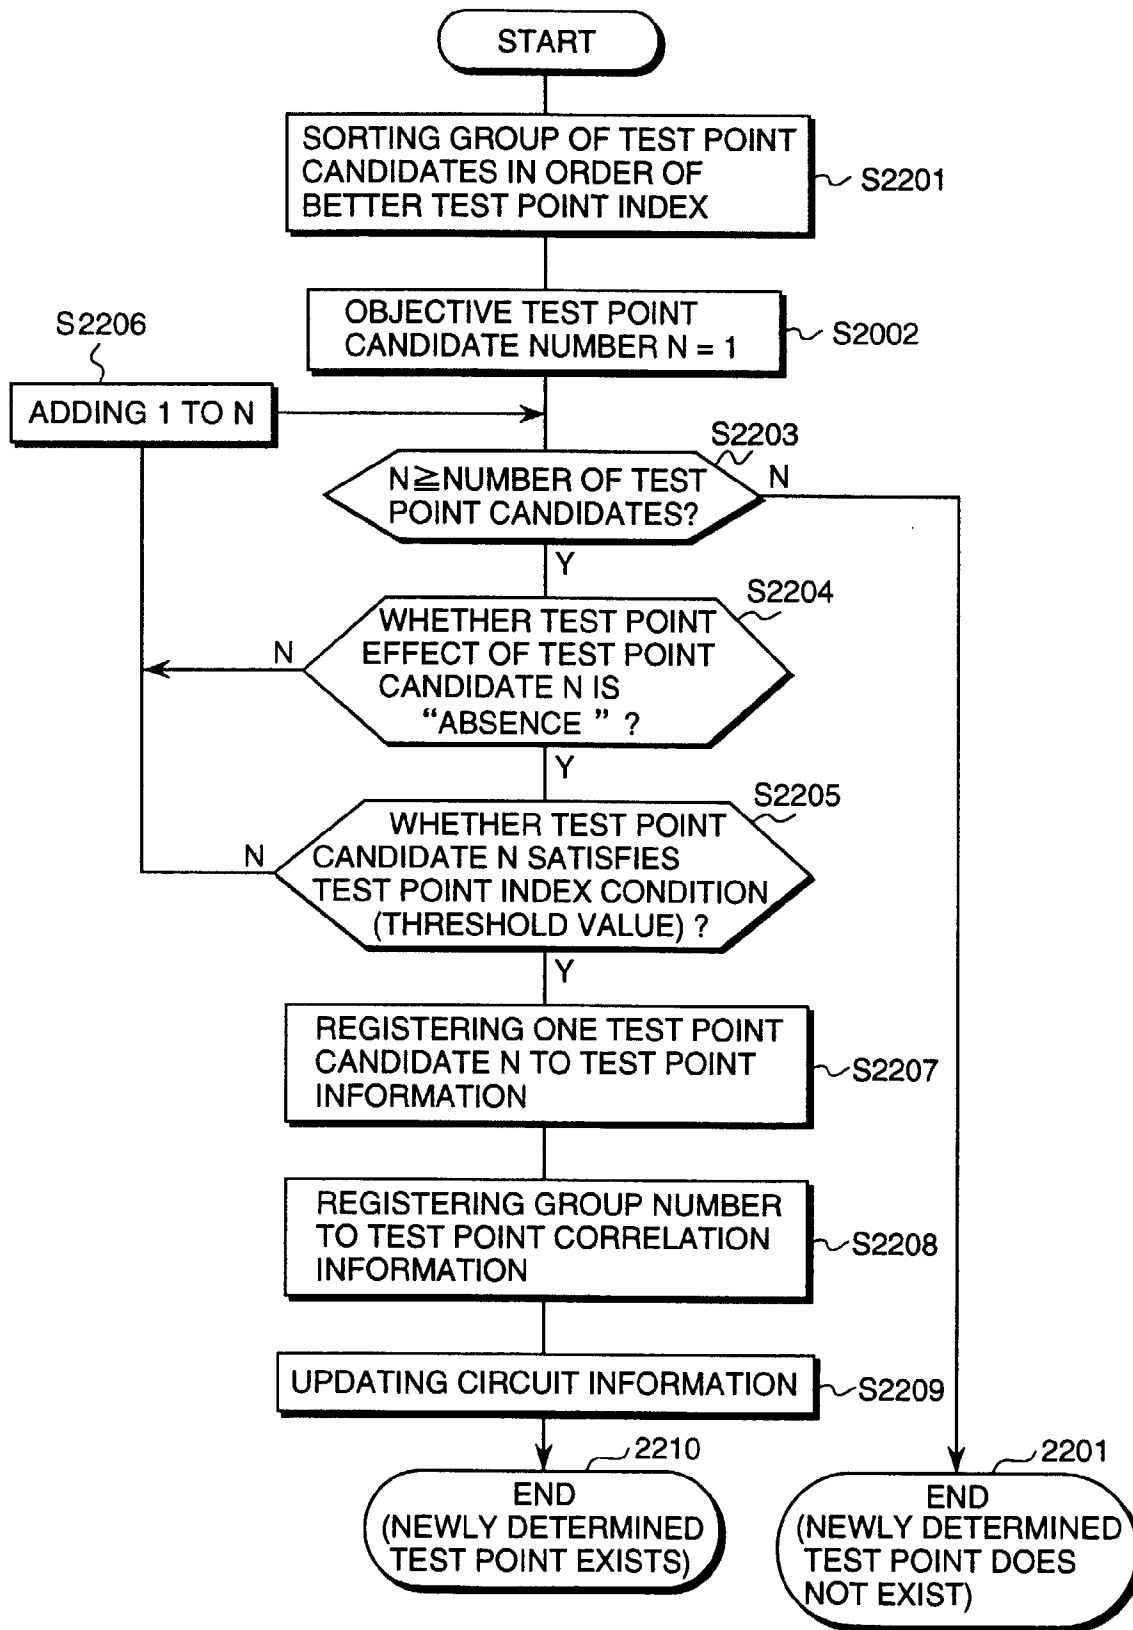 START
SORTING GROUP OF TEST POINT
CANDIDATES IN ORDER OF
BETTER TEST POINT INDEX
S2201
OBJECTIVE TEST POINT
CANDIDATE NUMBER N = 1
S2002
S2206
ADDING 1 TO N
S2203
N≧NUMBER OF TEST
POINT CANDIDATES?
N
Y
S2204
WHETHER TEST POINT
EFFECT OF TEST POINT
CANDIDATE N IS
“ABSENCE ” ?
N
Y
S2205
WHETHER TEST POINT
CANDIDATE N SATISFIES
TEST POINT INDEX CONDITION
(THRESHOLD VALUE) ?
N
Y
REGISTERING ONE TEST POINT
CANDIDATE N TO TEST POINT
INFORMATION
S2207
REGISTERING GROUP NUMBER
TO TEST POINT CORRELATION
INFORMATION
S2208
UPDATING CIRCUIT INFORMATION
S2209
2210
END
(NEWLY DETERMINED
TEST POINT EXISTS)
2201
END
(NEWLY DETERMINED
TEST POINT DOES
NOT EXIST)